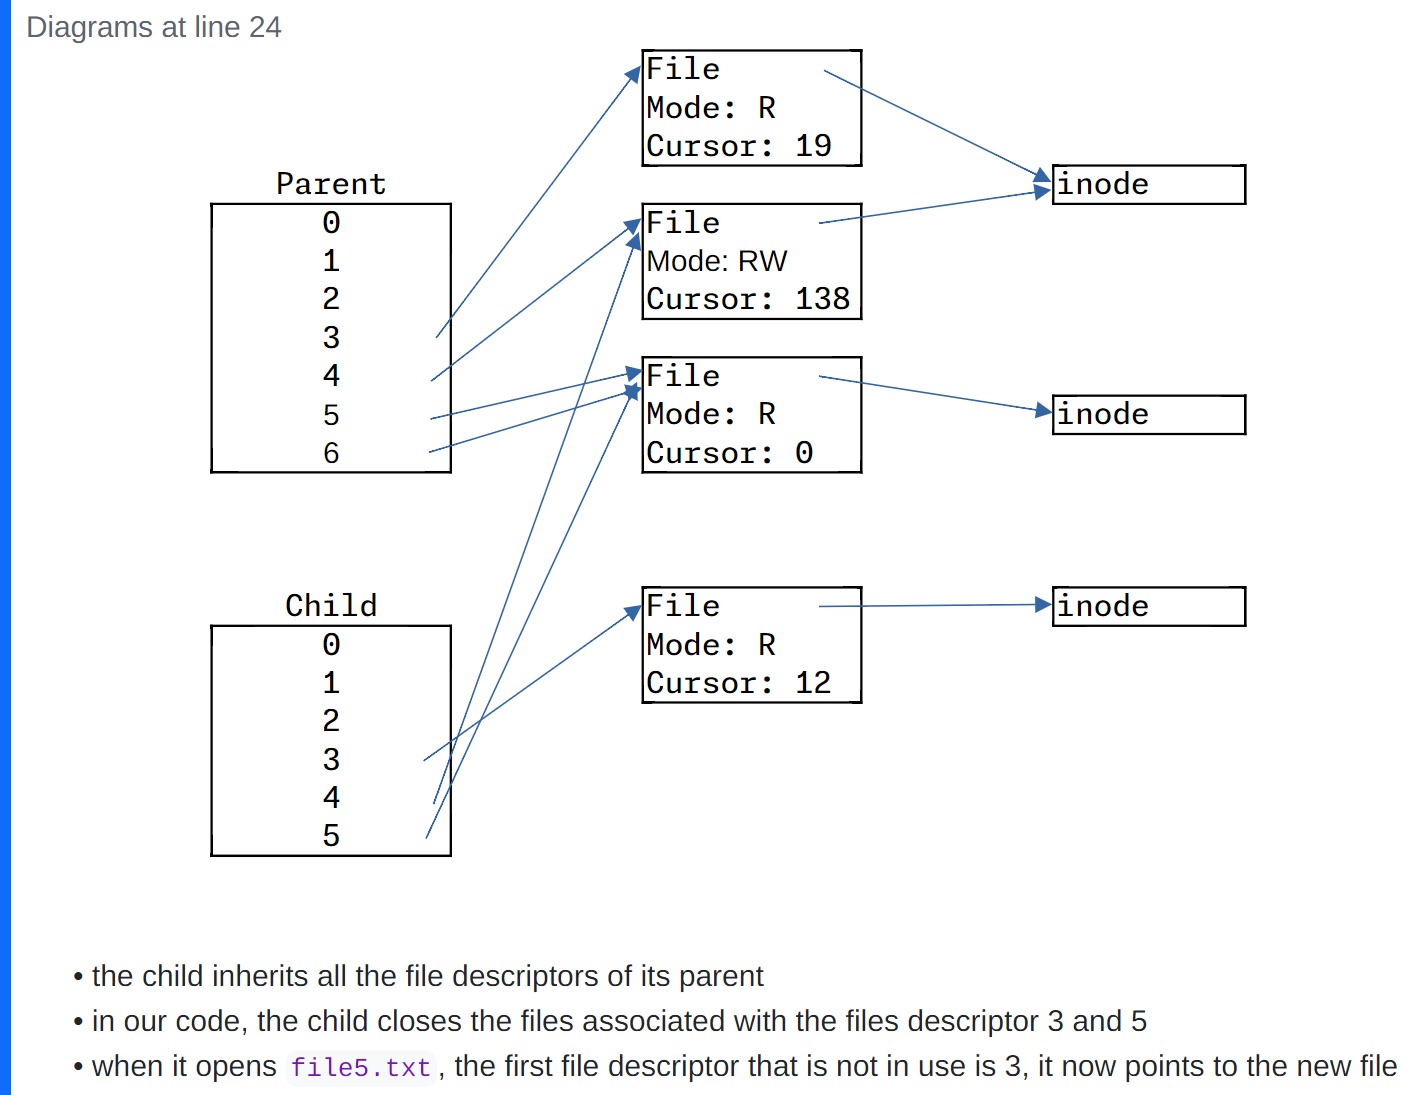 Diagrams at line 24
File
Mode: R
Cursor: 19
inode
Parent
0
1
2
3
4
5
6
File
Mode: RW
Cursor: 138
File
Mode: R
Cursor: 0
inode
Child
0
1
2
3
4
5
File
Mode: R
Cursor: 12
inode
• the child inherits all the file descriptors of its parent
• in our code, the child closes the files associated with the files descriptor 3 and 5
• when it opens file5.txt, the first file descriptor that is not in use is 3, it now points to the new file